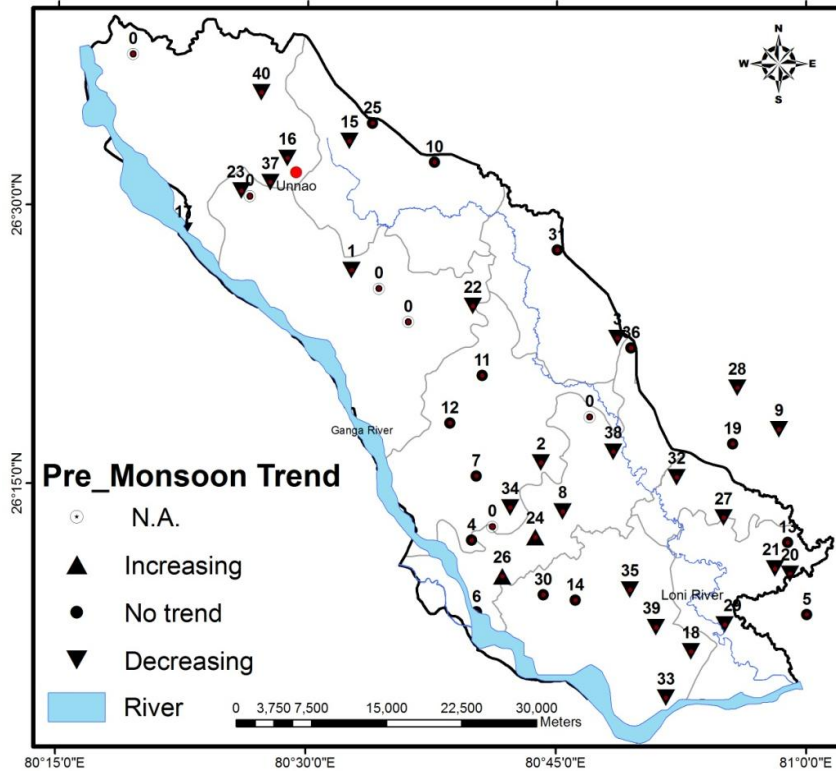 0
N
W E
S
40
25
15
10
16
37
23
0
Unnao
26°30'0"N
17
31
1
0
22
0
3
36
11
28
0
9
12
Ganga River
19
38
2
32
7
Pre_Monsoon Trend
26°15'0"N
34
8
27
N.A.
0
24
4
13
Increasing
26
21
20
35
30
14
Loni River
No trend
6
5
29
39
18
Decreasing
33
River
0 3,750 7,500 15,000 22,500 30,000
Meters
80°15'0"E 80°30'0"E 80°45'0"E 81°0'0"E